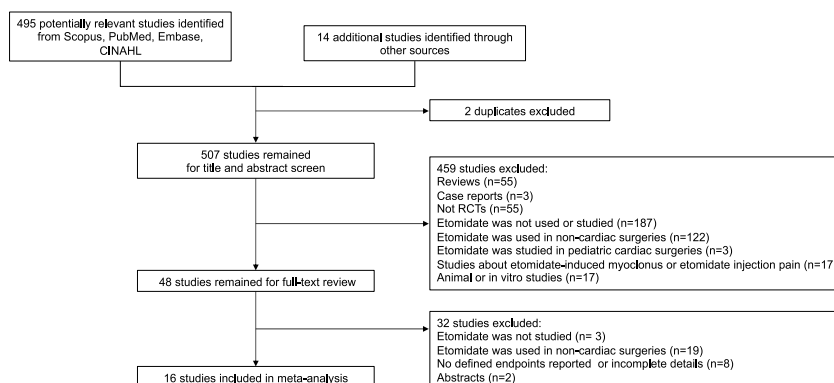 495 potentially relevant studies identified
from Scopus, PubMed, Embase,
CINAHL
14 additional studies identified through
other sources
2 duplicates excluded
507 studies remained
for title and abstract screen
459 studies excluded:
Reviews (n=55)
Case reports (n=3)
Not RCTs (n=55)
Etomidate was not used or studied (n=187)
Etomidate was used in non-cardiac surgeries (n=122)
Etomidate was studied in pediatric cardiac surgeries (n=3)
Studies about etomidate-induced myoclonus or etomidate injection pain (n=17
Animal or in vitro studies (n=17)
48 studies remained for full-text review
32 studies excluded:
Etomidate was not studied (n= 3)
Etomidate was used in non-cardiac surgeries (n=19)
No defined endpoints reported or incomplete details (n=8)
Abstracts (n=2)
16 studies included in meta-analysis